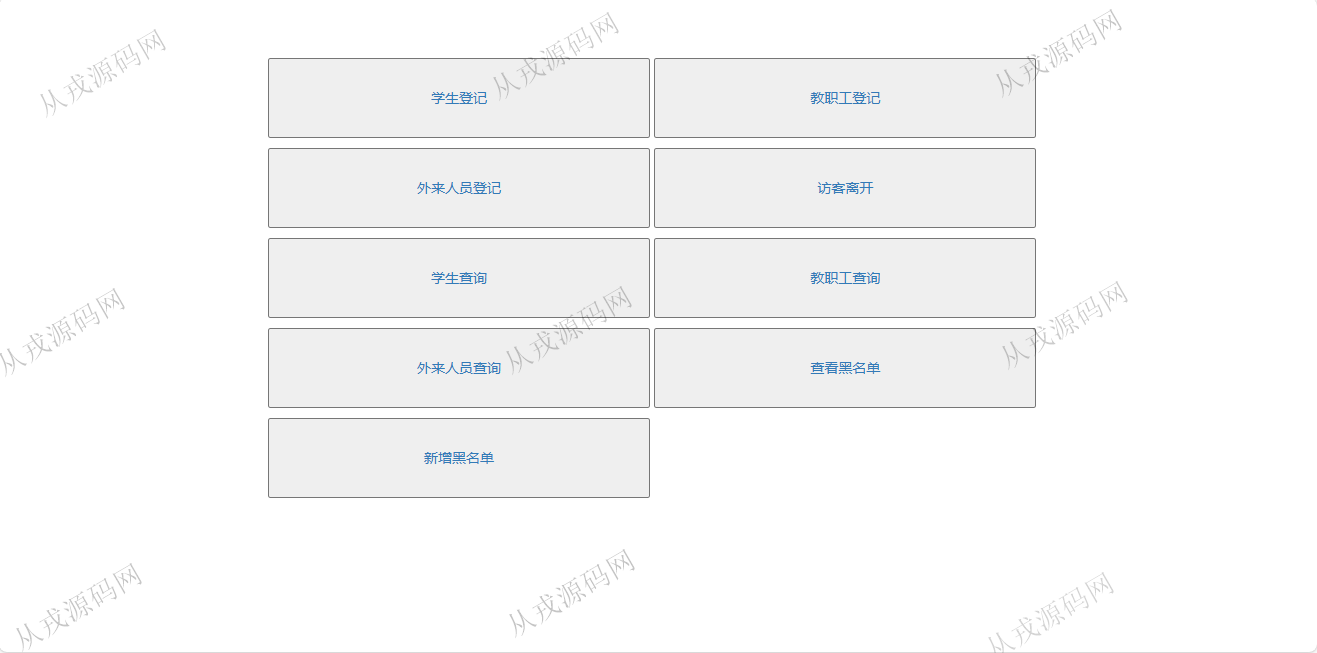 从戎源码网
从戎源码网
从戎源码网
学生登记
教职工登记
外来人员登记
访客离开
学生查询
教职工查询
从戎源码网
从戎源码网
从戎源码网
外来人员查询
查看黑名单
新增黑名单
从戎源码网
从戎源码网
从戎源码网